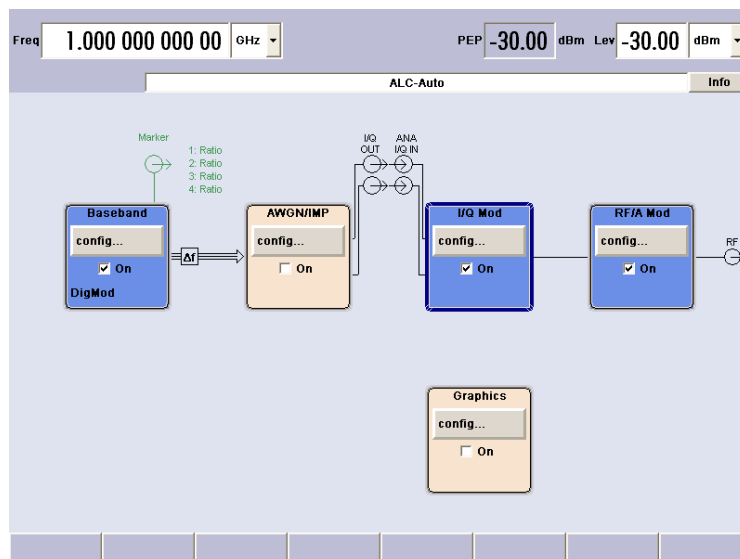 Freq 1.000 000 000 00 GHz PEP -30.00 dBm Lev -30.00 dBm
ALC-Auto Info
Marker
1: Ratio
2: Ratio
3: Ratio
4: Ratio
I/Q OUT
ANA I/Q IN
Baseband
config...
On
DigMod
Δf
AWGN/IMP
config...
On
I/Q Mod
config...
On
RF/A Mod
config...
On
RF
Graphics
config...
On